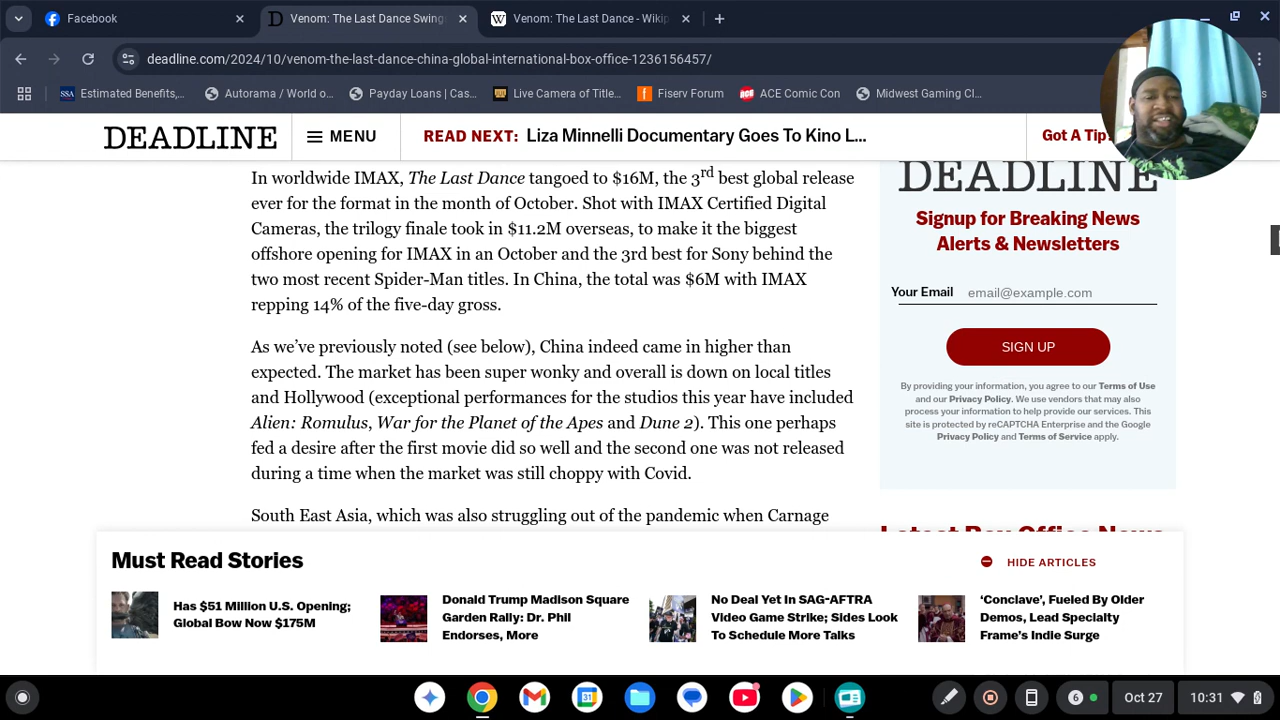 Facebook
Venom: The Last Dance Swing
Venom: The Last Dance - Wikip
deadline.com/2024/10/venom-the-last-dance-china-global-international-box-office-1236156457/
SSA Estimated Benefits,...
Autorama / World o...
Payday Loans | Cas...
Live Camera of Title...
Fiserv Forum
ACE Comic Con
Midwest Gaming Cl...
DEADLINE
MENU
READ NEXT: Liza Minnelli Documentary Goes To Kino L...
Got A Tip?
In worldwide IMAX, The Last Dance tangoed to $16M, the 3rd best global release
ever for the format in the month of October. Shot with IMAX Certified Digital
Cameras, the trilogy finale took in $11.2M overseas, to make it the biggest
offshore opening for IMAX in an October and the 3rd best for Sony behind the
two most recent Spider-Man titles. In China, the total was $6M with IMAX
repping 14% of the five-day gross.
As we've previously noted (see below), China indeed came in higher than
expected. The market has been super wonky and overall is down on local titles
and Hollywood (exceptional performances for the studios this year have included
Alien: Romulus, War for the Planet of the Apes and Dune 2). This one perhaps
fed a desire after the first movie did so well and the second one was not released
during a time when the market was still choppy with Covid.
South East Asia, which was also struggling out of the pandemic when Carnage
DEADLINE
Signup for Breaking News
Alerts & Newsletters
Your Email email@example.com
SIGN UP
By providing your information, you agree to our Terms of Use
and our Privacy Policy. We use vendors that may also
process your information to help provide our services. This
site is protected by reCAPTCHA Enterprise and the Google
Privacy Policy and Terms of Service apply.
Latest Box Office News
Must Read Stories
HIDE ARTICLES
Has $51 Million U.S. Opening;
Global Bow Now $175M
Donald Trump Madison Square
Garden Rally: Dr. Phil
Endorses, More
No Deal Yet In SAG-AFTRA
Video Game Strike; Sides Look
To Schedule More Talks
‘Conclave’, Fueled By Older
Demos, Lead Specialty
Frame's Indie Surge
31
6
Oct 27
10:31